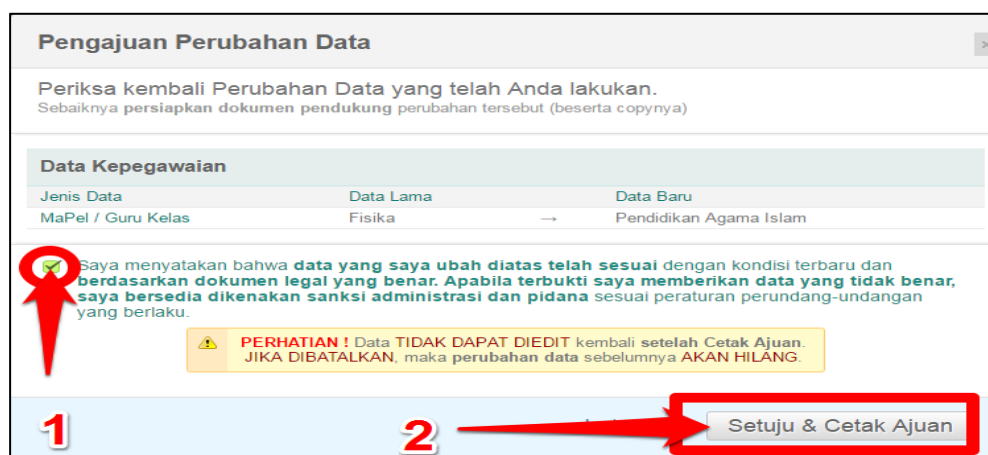 Pengajuan Perubahan Data
Periksa kembali Perubahan Data yang telah Anda lakukan.
Sebaiknya persiapkan dokumen pendukung perubahan tersebut (beserta copynya)
Data Kepegawaian
Jenis Data Data Lama Data Baru
MaPel / Guru Kelas Fisika → Pendidikan Agama Islam
Saya menyatakan bahwa data yang saya ubah diatas telah sesuai dengan kondisi terbaru dan
berdasarkan dokumen legal yang benar. Apabila terbukti saya memberikan data yang tidak benar,
saya bersedia dikenakan sanksi administrasi dan pidana sesuai peraturan perundang-undangan
yang berlaku.
PERHATIAN ! Data TIDAK DAPAT DIEDIT kembali setelah Cetak Ajuan.
JIKA DIBATALKAN, maka perubahan data sebelumnya AKAN HILANG.
1
2
Setuju & Cetak Ajuan